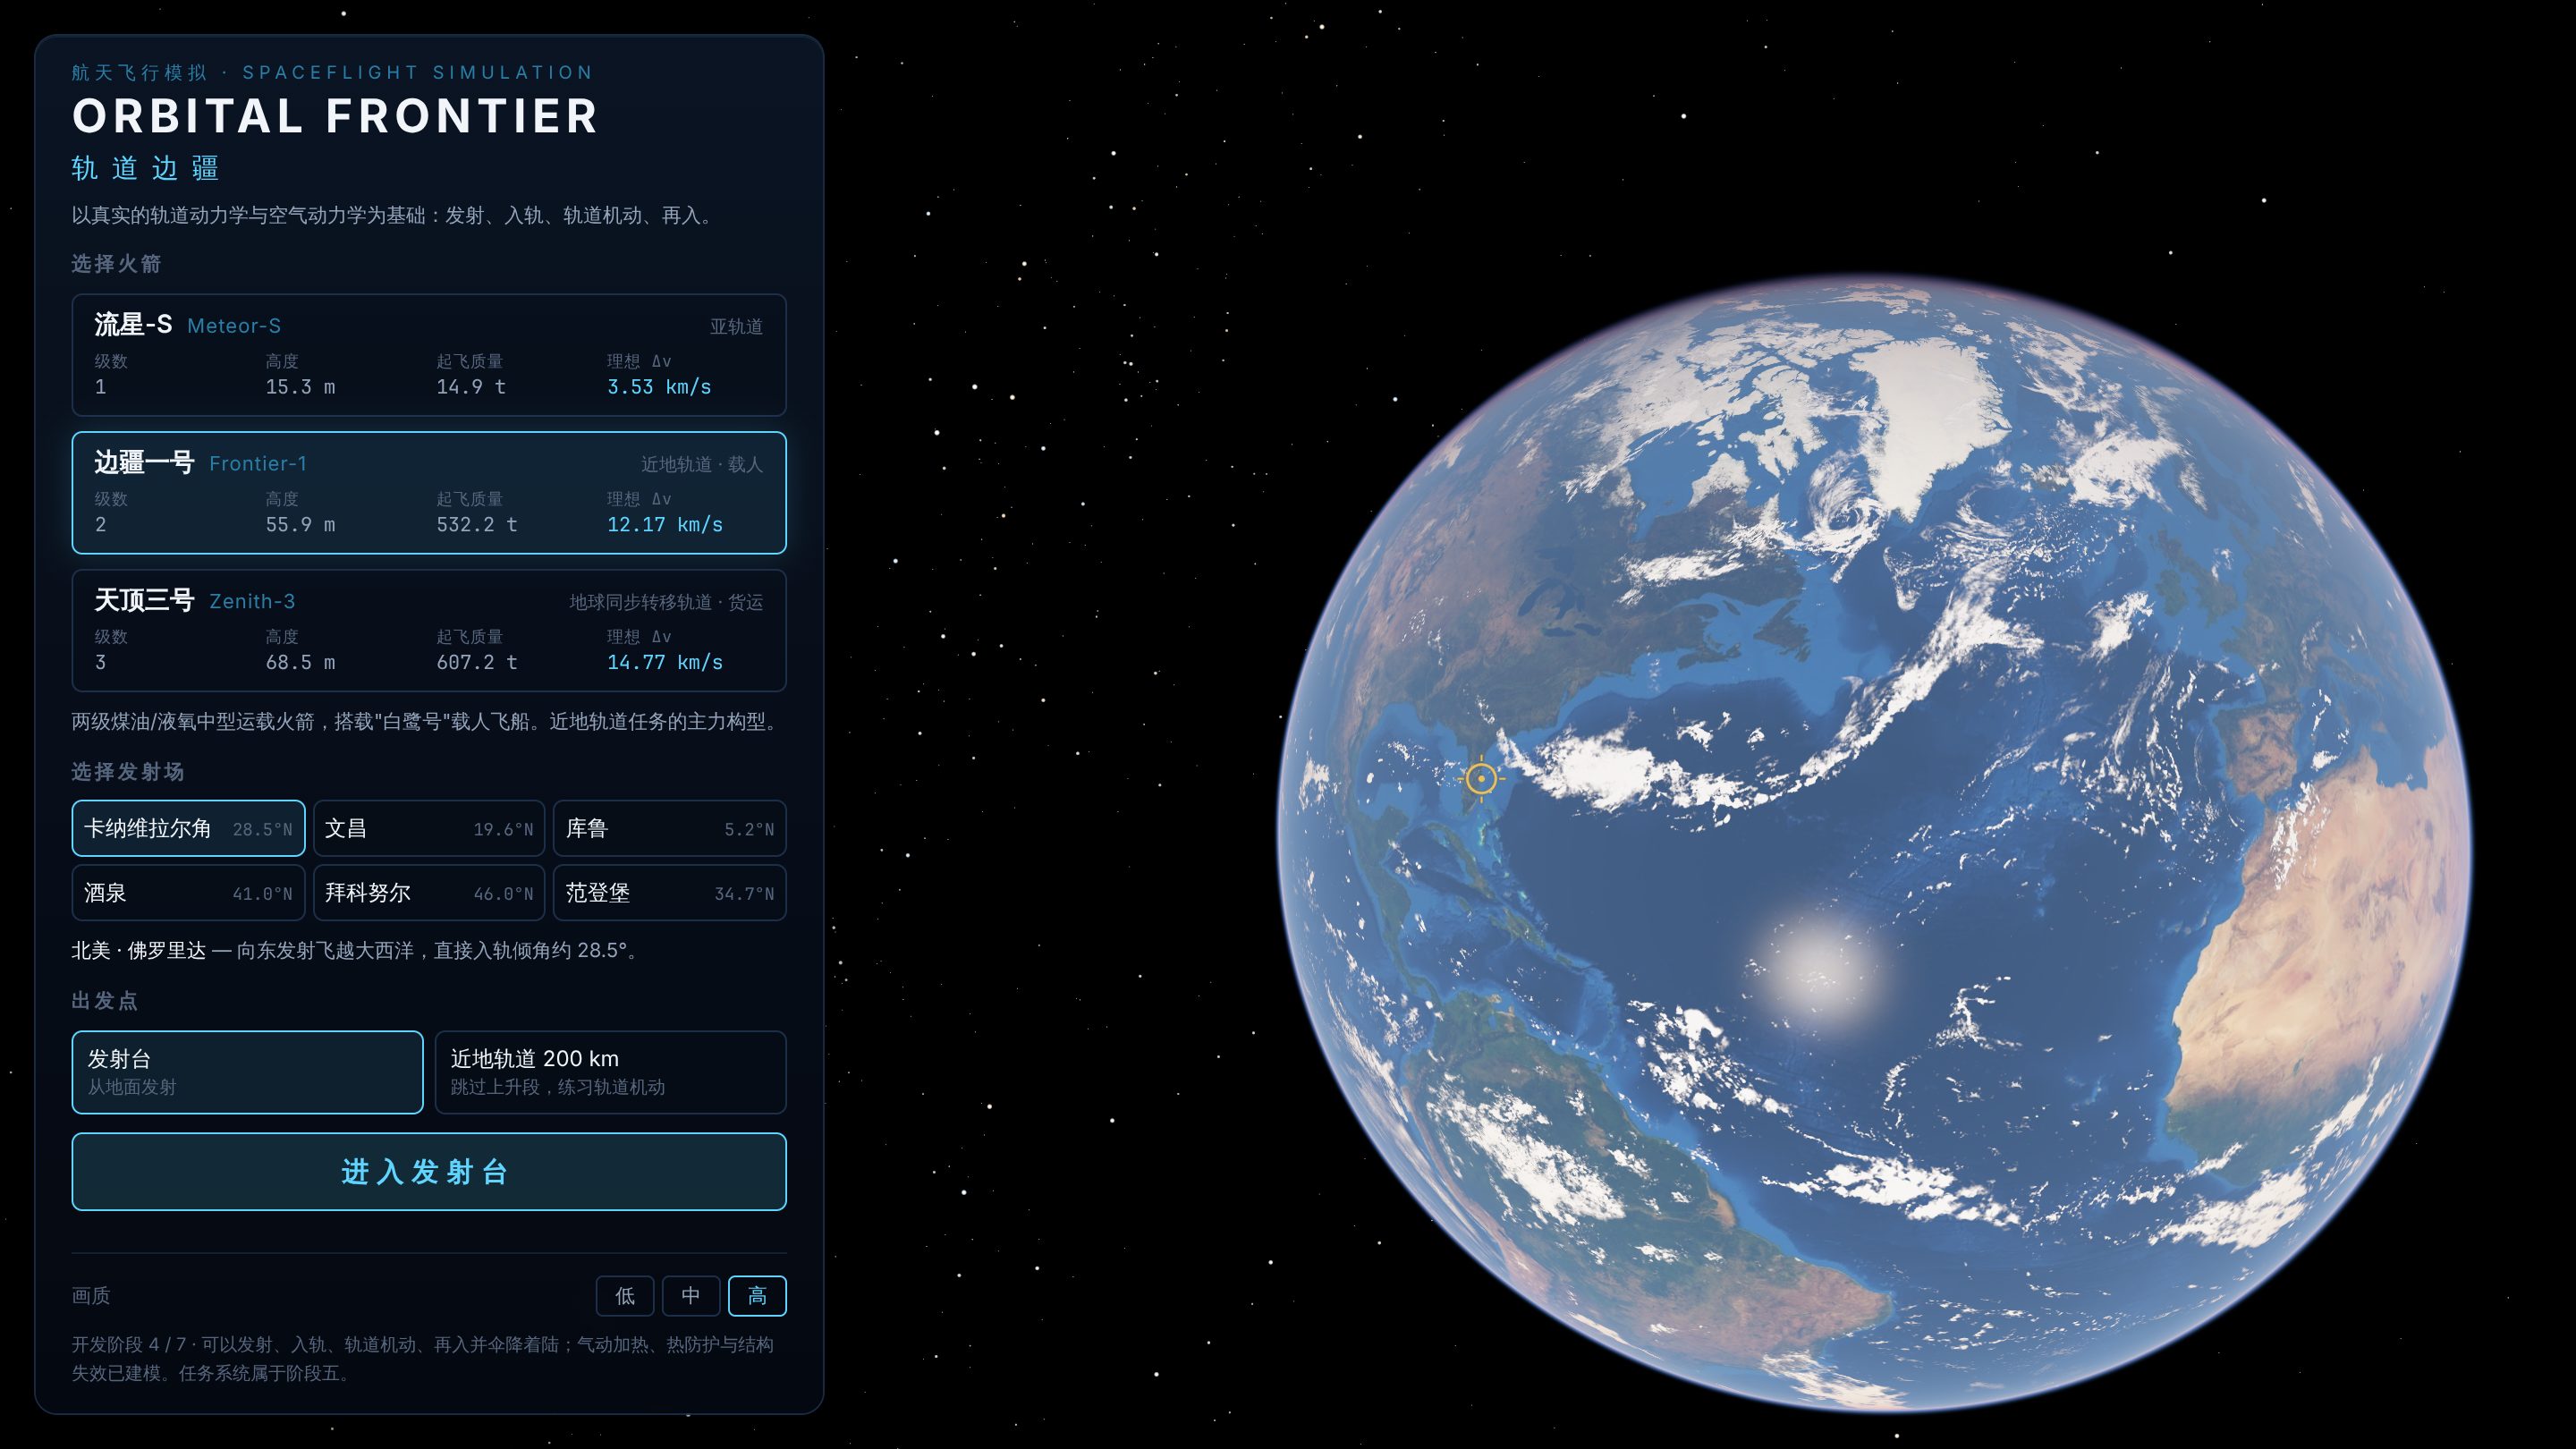 航天飞行模拟 · SPACEFLIGHT SIMULATION
ORBITAL FRONTIER
轨道边疆
以真实的轨道动力学与空气动力学为基础：发射、入轨、轨道机动、再入。
选择火箭
流星-S Meteor-S 亚轨道
级数 高度 起飞质量 理想 Δv
1 15.3 m 14.9 t 3.53 km/s
边疆一号 Frontier-1 近地轨道 · 载人
级数 高度 起飞质量 理想 Δv
2 55.9 m 532.2 t 12.17 km/s
天顶三号 Zenith-3 地球同步转移轨道 · 货运
级数 高度 起飞质量 理想 Δv
3 68.5 m 607.2 t 14.77 km/s
两级煤油/液氧中型运载火箭，搭载"白鹭号"载人飞船。近地轨道任务的主力构型。
选择发射场
卡纳维拉尔角 28.5°N 文昌 19.6°N 库鲁 5.2°N
酒泉 41.0°N 拜科努尔 46.0°N 范登堡 34.7°N
北美 · 佛罗里达 — 向东发射飞越大西洋，直接入轨倾角约 28.5°。
出发点
发射台 近地轨道 200 km
从地面发射 跳过上升段，练习轨道机动
进入发射台
画质 低 中 高
开发阶段 4 / 7 · 可以发射、入轨、轨道机动、再入并伞降着陆；气动加热、热防护与结构
失效已建模。任务系统属于阶段五。